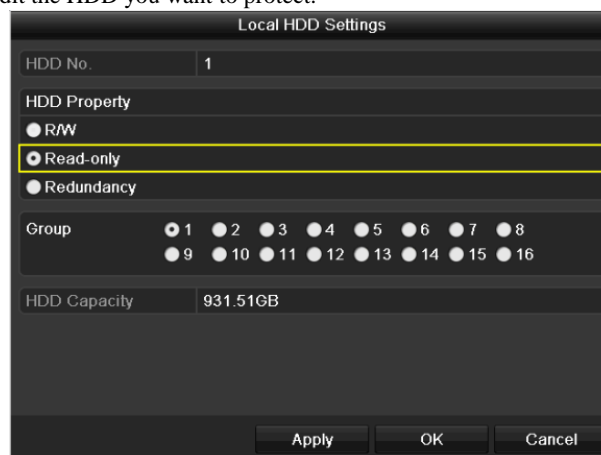 dit the HDD you want to protect.
Local HDD Settings
HDD No. 1
HDD Property
R/W
Read-only
Redundancy
Group 1 2 3 4 5 6 7 8
9 10 11 12 13 14 15 16
HDD Capacity 931.51GB
Apply OK Cancel